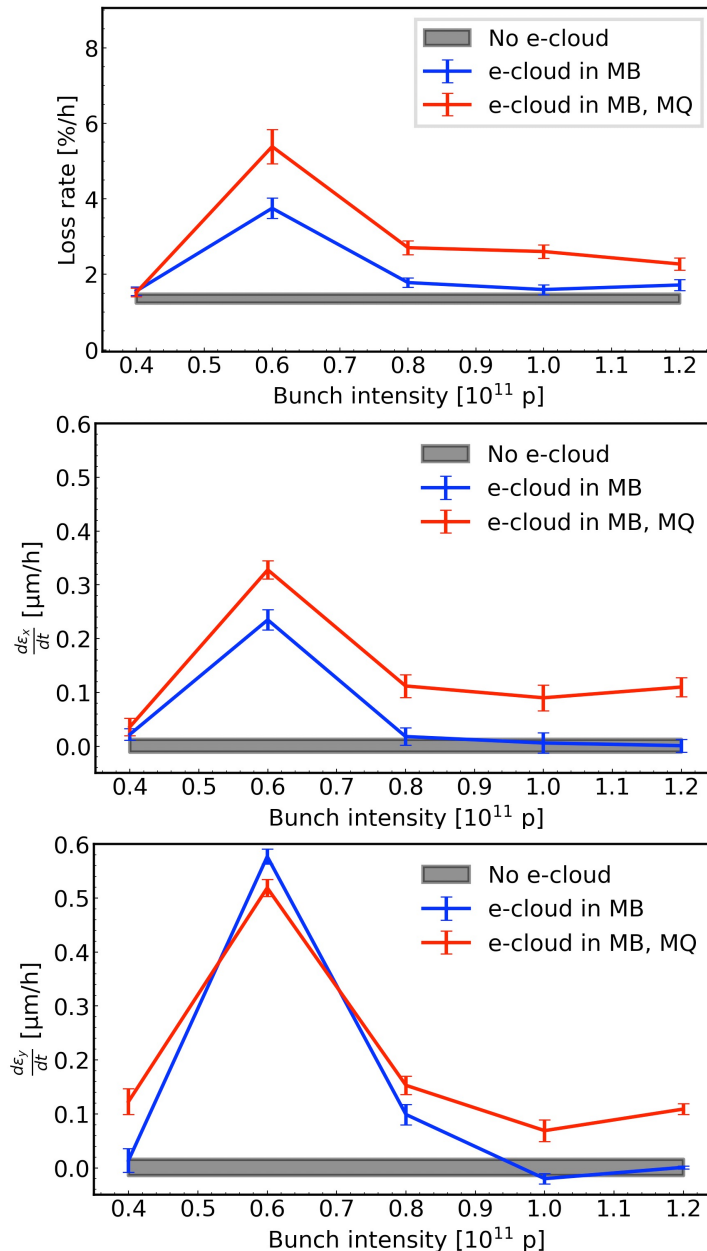 No e-cloud
e-cloud in MB
e-cloud in MB, MQ
Loss rate [%/h]
8
6
4
2
0
0.4 0.5 0.6 0.7 0.8 0.9 1.0 1.1 1.2
Bunch intensity [10¹¹ p]
No e-cloud
e-cloud in MB
e-cloud in MB, MQ
dεₓ/dt [μm/h]
0.6
0.5
0.4
0.3
0.2
0.1
0.0
0.4 0.5 0.6 0.7 0.8 0.9 1.0 1.1 1.2
Bunch intensity [10¹¹ p]
No e-cloud
e-cloud in MB
e-cloud in MB, MQ
dεᵧ/dt [μm/h]
0.6
0.5
0.4
0.3
0.2
0.1
0.0
0.4 0.5 0.6 0.7 0.8 0.9 1.0 1.1 1.2
Bunch intensity [10¹¹ p]